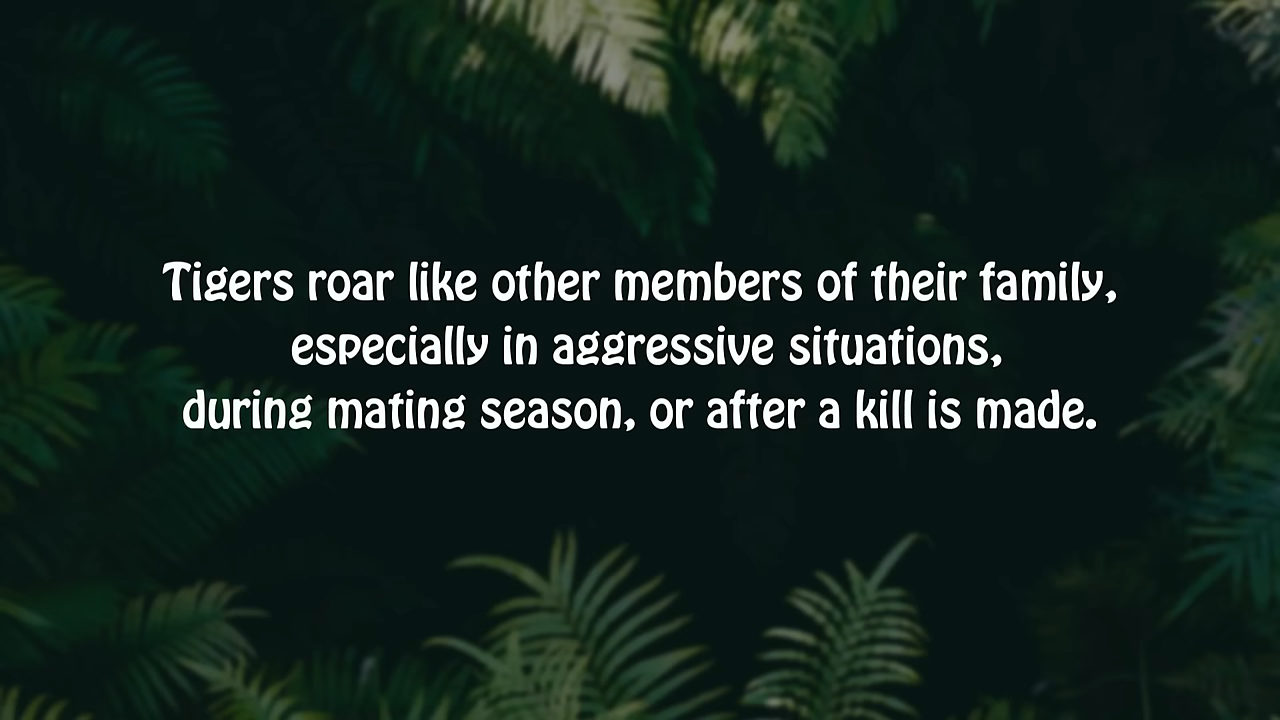 Tigers roar like other members of their family,
especially in aggressive situations,
during mating season, or after a kill is made.